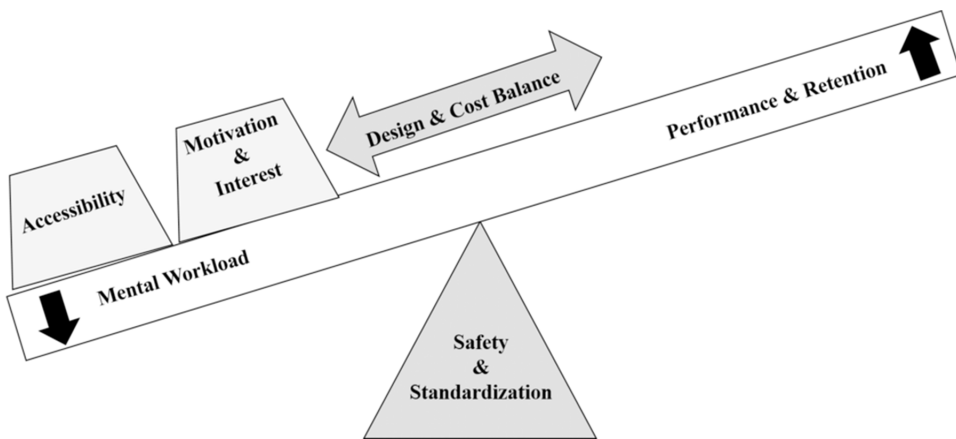 Accessibility
Motivation
&
Interest
Design & Cost Balance
Performance & Retention
Mental Workload
Safety
&
Standardization